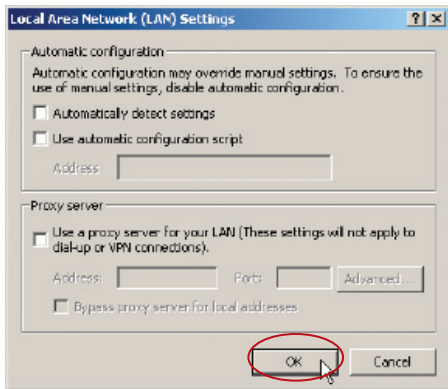 Local Area Network (LAN) Settings
Automatic configuration
Automatic configuration may override manual settings. To ensure the
use of manual settings, disable automatic configuration.
Automatically detect settings
Use automatic configuration script
Address
Proxy server
Use a proxy server for your LAN (These settings will not apply to
dial-up or VPN connections).
Address:
Port:
Advanced...
Bypass proxy server for local addresses
OK
Cancel